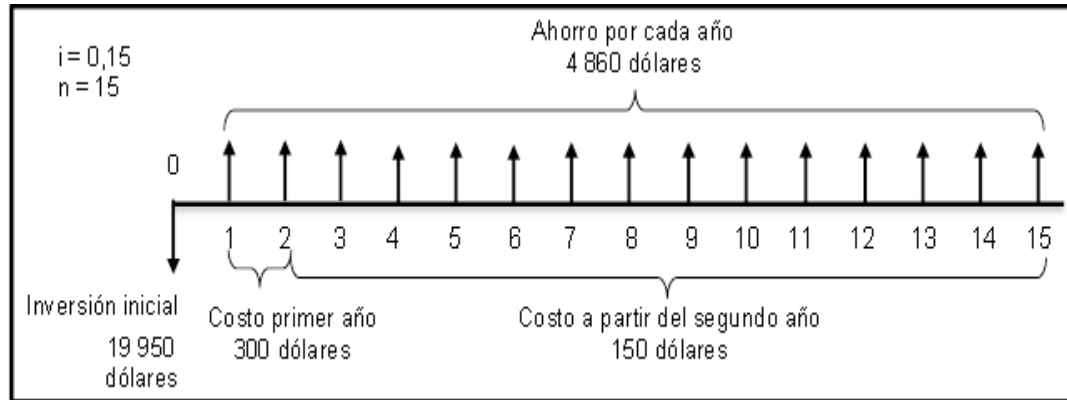 i = 0,15
n = 15
Ahorro por cada año
4 860 dólares
0
1 2 3 4 5 6 7 8 9 10 11 12 13 14 15
Inversión inicial
19 950
dólares
Costo primer año
300 dólares
Costo a partir del segundo año
150 dólares